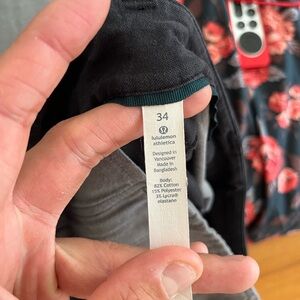 34
lululemon
athletica
Designed in
Vancouver
Made in
Bangladesh
Body:
82% Cotton
15% Polyester
3% Lycra®
elastane